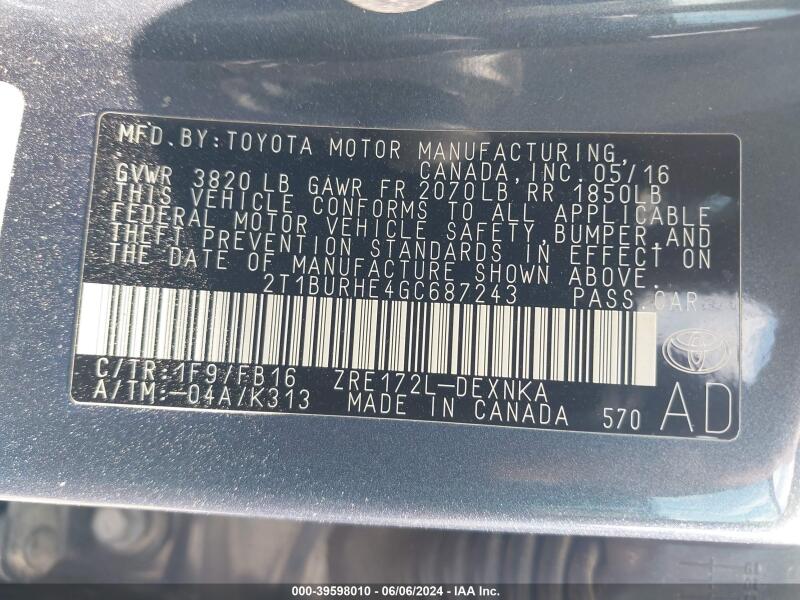 MFD.BY:TOYOTA MOTOR MANUFACTURING,
CANADA, INC. 05/16
GVWR 3820 LB GAWR FR 2070LB, RR 1850LB
THIS VEHICLE CONFORMS TO ALL APPLICABLE
FEDERAL MOTOR VEHICLE SAFETY, BUMPER, AND
THEFT PREVENTION STANDARDS IN EFFECT ON
THE DATE OF MANUFACTURE SHOWN ABOVE.
2T1BURHE4GC687243 PASS.CAR
C/TR:1F9/FB16 ZRE172L-DEXNKA
A/TM:-04A/K313 MADE IN CANADA 570 AD
000-39598010 - 06/06/2024 - IAA Inc.